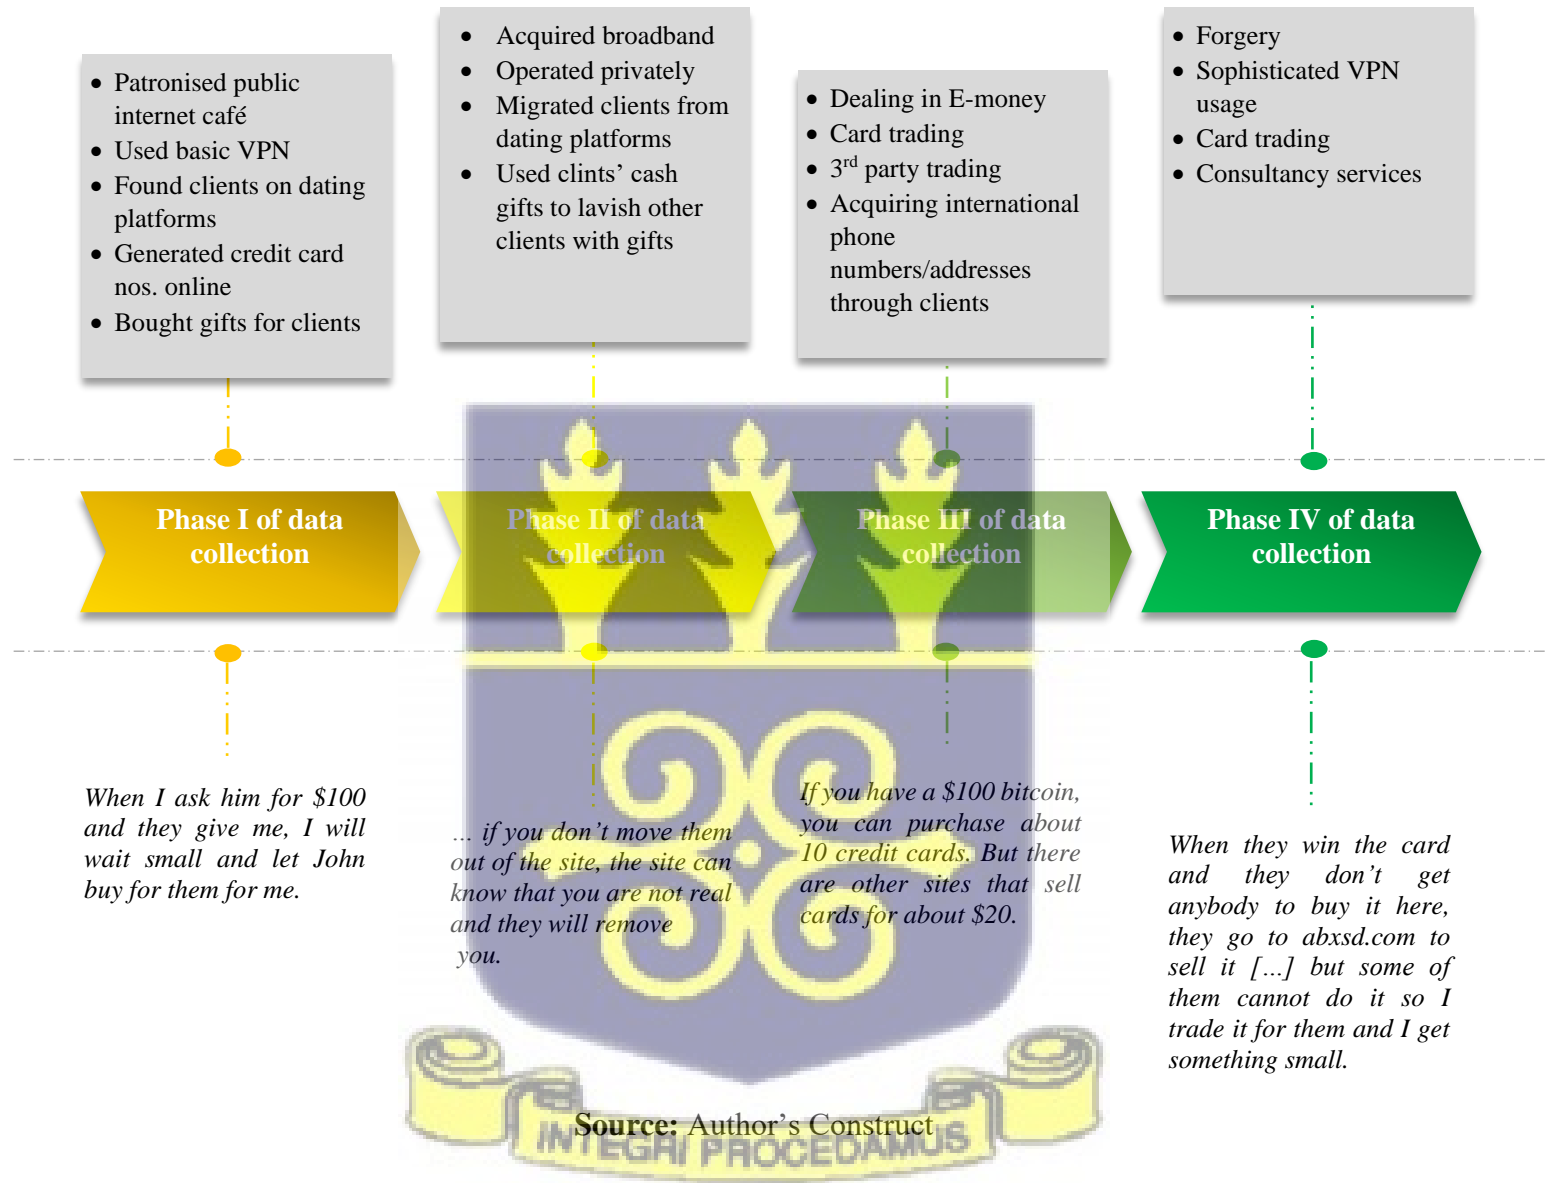 • Patronised public
internet café
• Used basic VPN
• Found clients on dating
platforms
• Generated credit card
nos. online
• Bought gifts for clients
• Acquired broadband
• Operated privately
• Migrated clients from
dating platforms
• Used clints’ cash
gifts to lavish other
clients with gifts
• Dealing in E-money
• Card trading
• 3rd party trading
• Acquiring international
phone
numbers/addresses
through clients
• Forgery
• Sophisticated VPN
usage
• Card trading
• Consultancy services
Phase I of data
collection
Phase II of data
collection
Phase III of data
collection
Phase IV of data
collection
When I ask him for $100
and they give me, I will
wait small and let John
buy for them for me.
… if you don’t move them
out of the site, the site can
know that you are not real
and they will remove
you.
If you have a $100 bitcoin,
you can purchase about
10 credit cards. But there
are other sites that sell
cards for about $20.
When they win the card
and they don’t get
anybody to buy it here,
they go to abxsd.com to
sell it […] but some of
them cannot do it so I
trade it for them and I get
something small.
Source: Author’s Construct
INTEGRI PROCEDAMUS